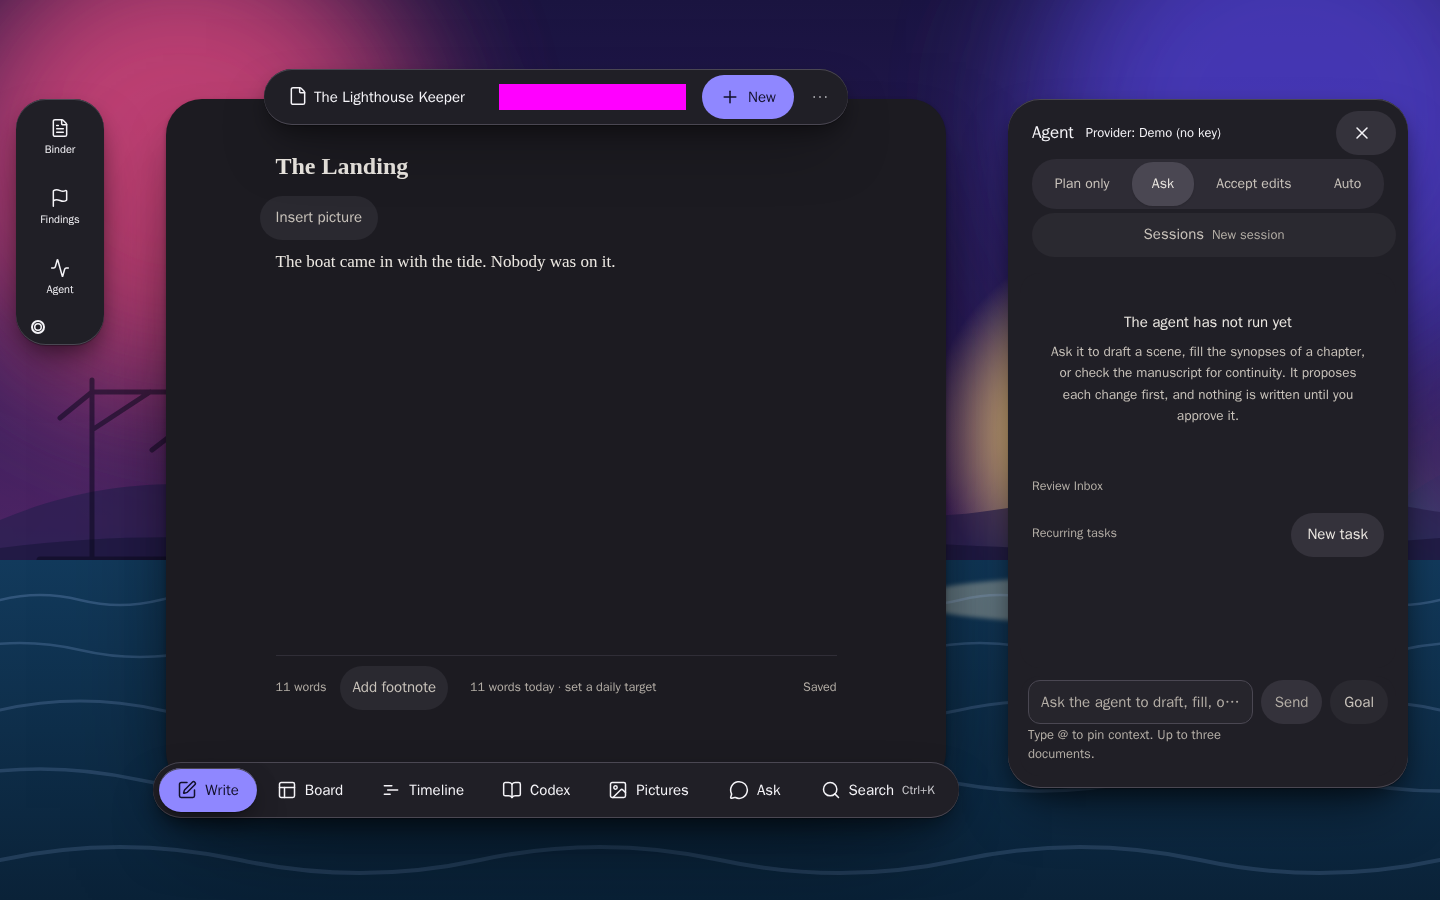 The Lighthouse Keeper
New
Binder
Findings
Agent
The Landing
Insert picture
The boat came in with the tide. Nobody was on it.
11 words
Add footnote
11 words today · set a daily target
Saved
Write
Board
Timeline
Codex
Pictures
Ask
Search Ctrl+K
Agent Provider: Demo (no key)
Plan only
Ask
Accept edits
Auto
Sessions New session
The agent has not run yet
Ask it to draft a scene, fill the synopses of a chapter,
or check the manuscript for continuity. It proposes
each change first, and nothing is written until you
approve it.
Review Inbox
Recurring tasks
New task
Ask the agent to draft, fill, o…
Send
Goal
Type @ to pin context. Up to three
documents.